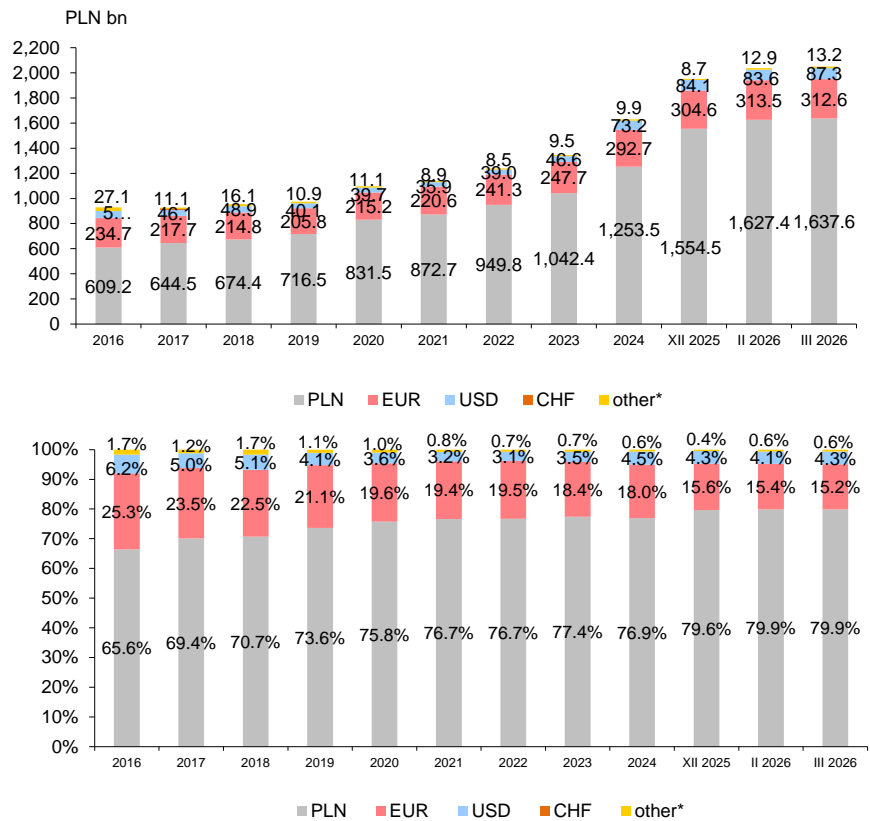 PLN bn
2,200
2,000
1,800
1,600
1,400
1,200
1,000
800
600
400
200
0
27.1 11.1 16.1 10.9 11.1 8.9 8.5 9.5 9.9 8.7 12.9 13.2
5... 46.1 48.9 40.1 39.7 35.9 39.0 46.6 73.2 84.1 83.6 87.3
234.7 217.7 214.8 205.8 215.2 220.6 241.3 247.7 292.7 304.6 313.5 312.6
609.2 644.5 674.4 716.5 831.5 872.7 949.8 1,042.4 1,253.5 1,554.5 1,627.4 1,637.6
2016 2017 2018 2019 2020 2021 2022 2023 2024 XII 2025 II 2026 III 2026
PLN EUR USD CHF other*
100%
90%
80%
70%
60%
50%
40%
30%
20%
10%
0%
1.7% 1.2% 1.7% 1.1% 1.0% 0.8% 0.7% 0.7% 0.6% 0.4% 0.6% 0.6%
6.2% 5.0% 5.1% 4.1% 3.6% 3.2% 3.1% 3.5% 4.5% 4.3% 4.1% 4.3%
25.3% 23.5% 22.5% 21.1% 19.6% 19.4% 19.5% 18.4% 18.0% 15.6% 15.4% 15.2%
65.6% 69.4% 70.7% 73.6% 75.8% 76.7% 76.7% 77.4% 76.9% 79.6% 79.9% 79.9%
2016 2017 2018 2019 2020 2021 2022 2023 2024 XII 2025 II 2026 III 2026
PLN EUR USD CHF other*